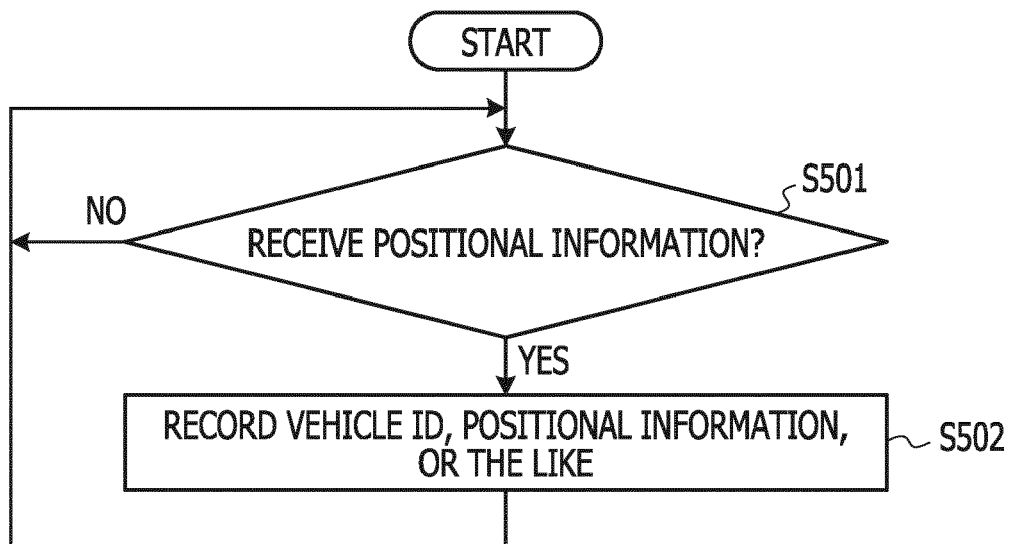 START
S501
NO
RECEIVE POSITIONAL INFORMATION?
YES
RECORD VEHICLE ID, POSITIONAL INFORMATION,
OR THE LIKE
S502